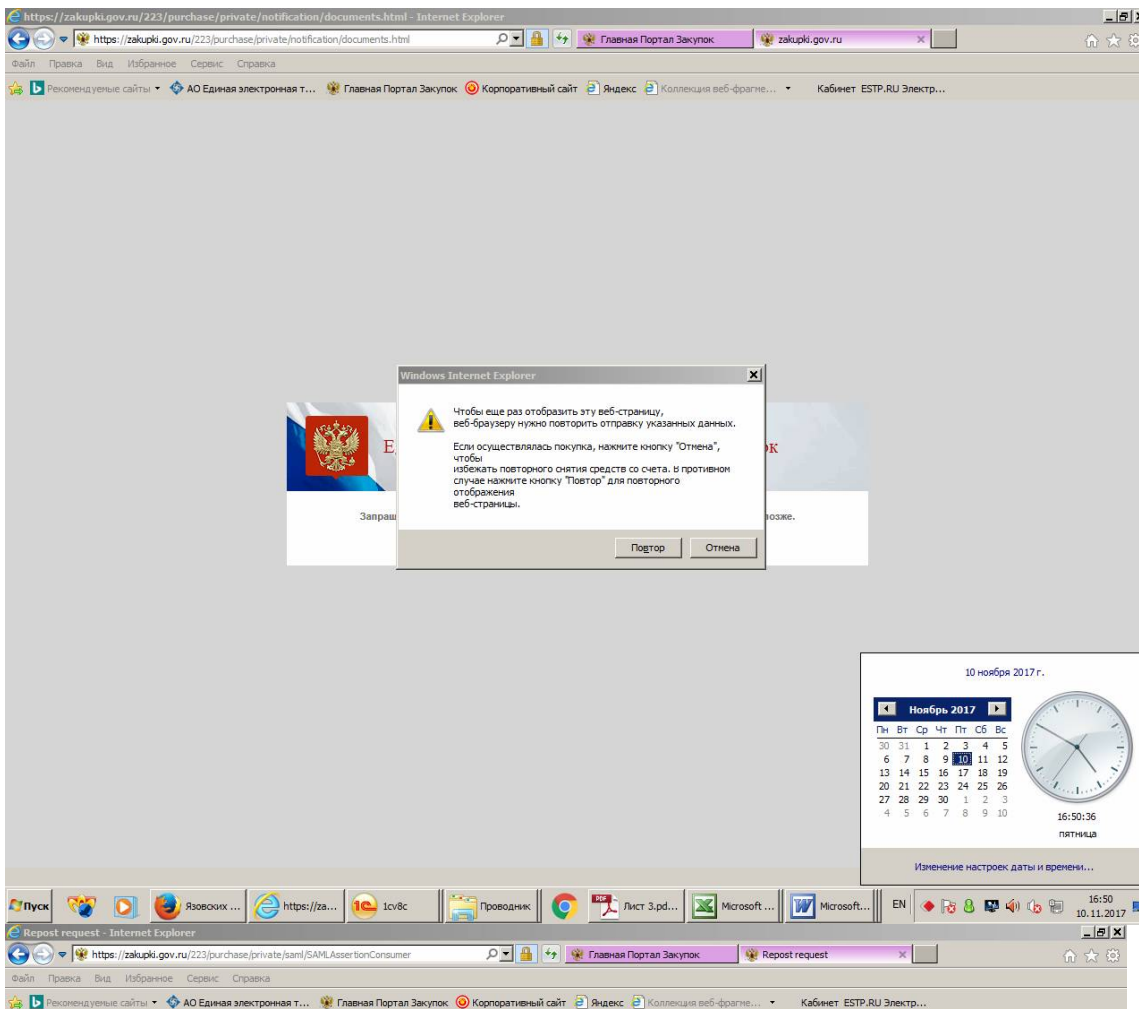 https://zakupki.gov.ru/223/purchase/private/notification/documents.html - Internet Explorer
https://zakupki.gov.ru/223/purchase/private/notification/documents.html Главная Портал Закупок zakupki.gov.ru
Файл Правка Вид Избранное Сервис Справка
Рекомендуемые сайты АО Единая электронная т... Главная Портал Закупок Корпоративный сайт Яндекс Коллекция веб-фрагме... Кабинет ESTP.RU Электр...
Windows Internet Explorer
Чтобы еще раз отобразить эту веб-страницу,
веб-браузеру нужно повторить отправку указанных данных.
Если осуществлялась покупка, нажмите кнопку "Отмена",
чтобы
избежать повторного снятия средств со счета. В противном
случае нажмите кнопку "Повтор" для повторного
отображения
веб-страницы.
Повтор Отмена
Е
ок
Запраш
позже.
10 ноября 2017 г.
Ноябрь 2017
Пн Вт Ср Чт Пт Сб Вс
30 31 1 2 3 4 5
6 7 8 9 10 11 12
13 14 15 16 17 18 19
20 21 22 23 24 25 26
27 28 29 30 1 2 3
4 5 6 7 8 9 10
16:50:36
пятница
Изменение настроек даты и времени...
Пуск Язовских ... https://za... 1cv8c Проводник Лист 3.pd... Microsoft ... Microsoft... EN 16:50
10.11.2017
Repost request - Internet Explorer
https://zakupki.gov.ru/223/purchase/private/saml/SAMLAssertionConsumer Главная Портал Закупок Repost request
Файл Правка Вид Избранное Сервис Справка
Рекомендуемые сайты АО Единая электронная т... Главная Портал Закупок Корпоративный сайт Яндекс Коллекция веб-фрагме... Кабинет ESTP.RU Электр...